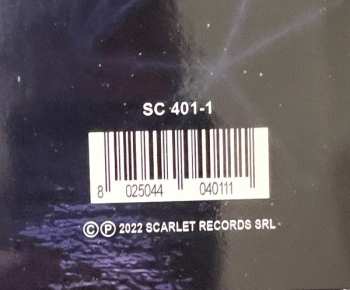 SC 401-1
8 025044 040111
©℗ 2022 SCARLET RECORDS SRL